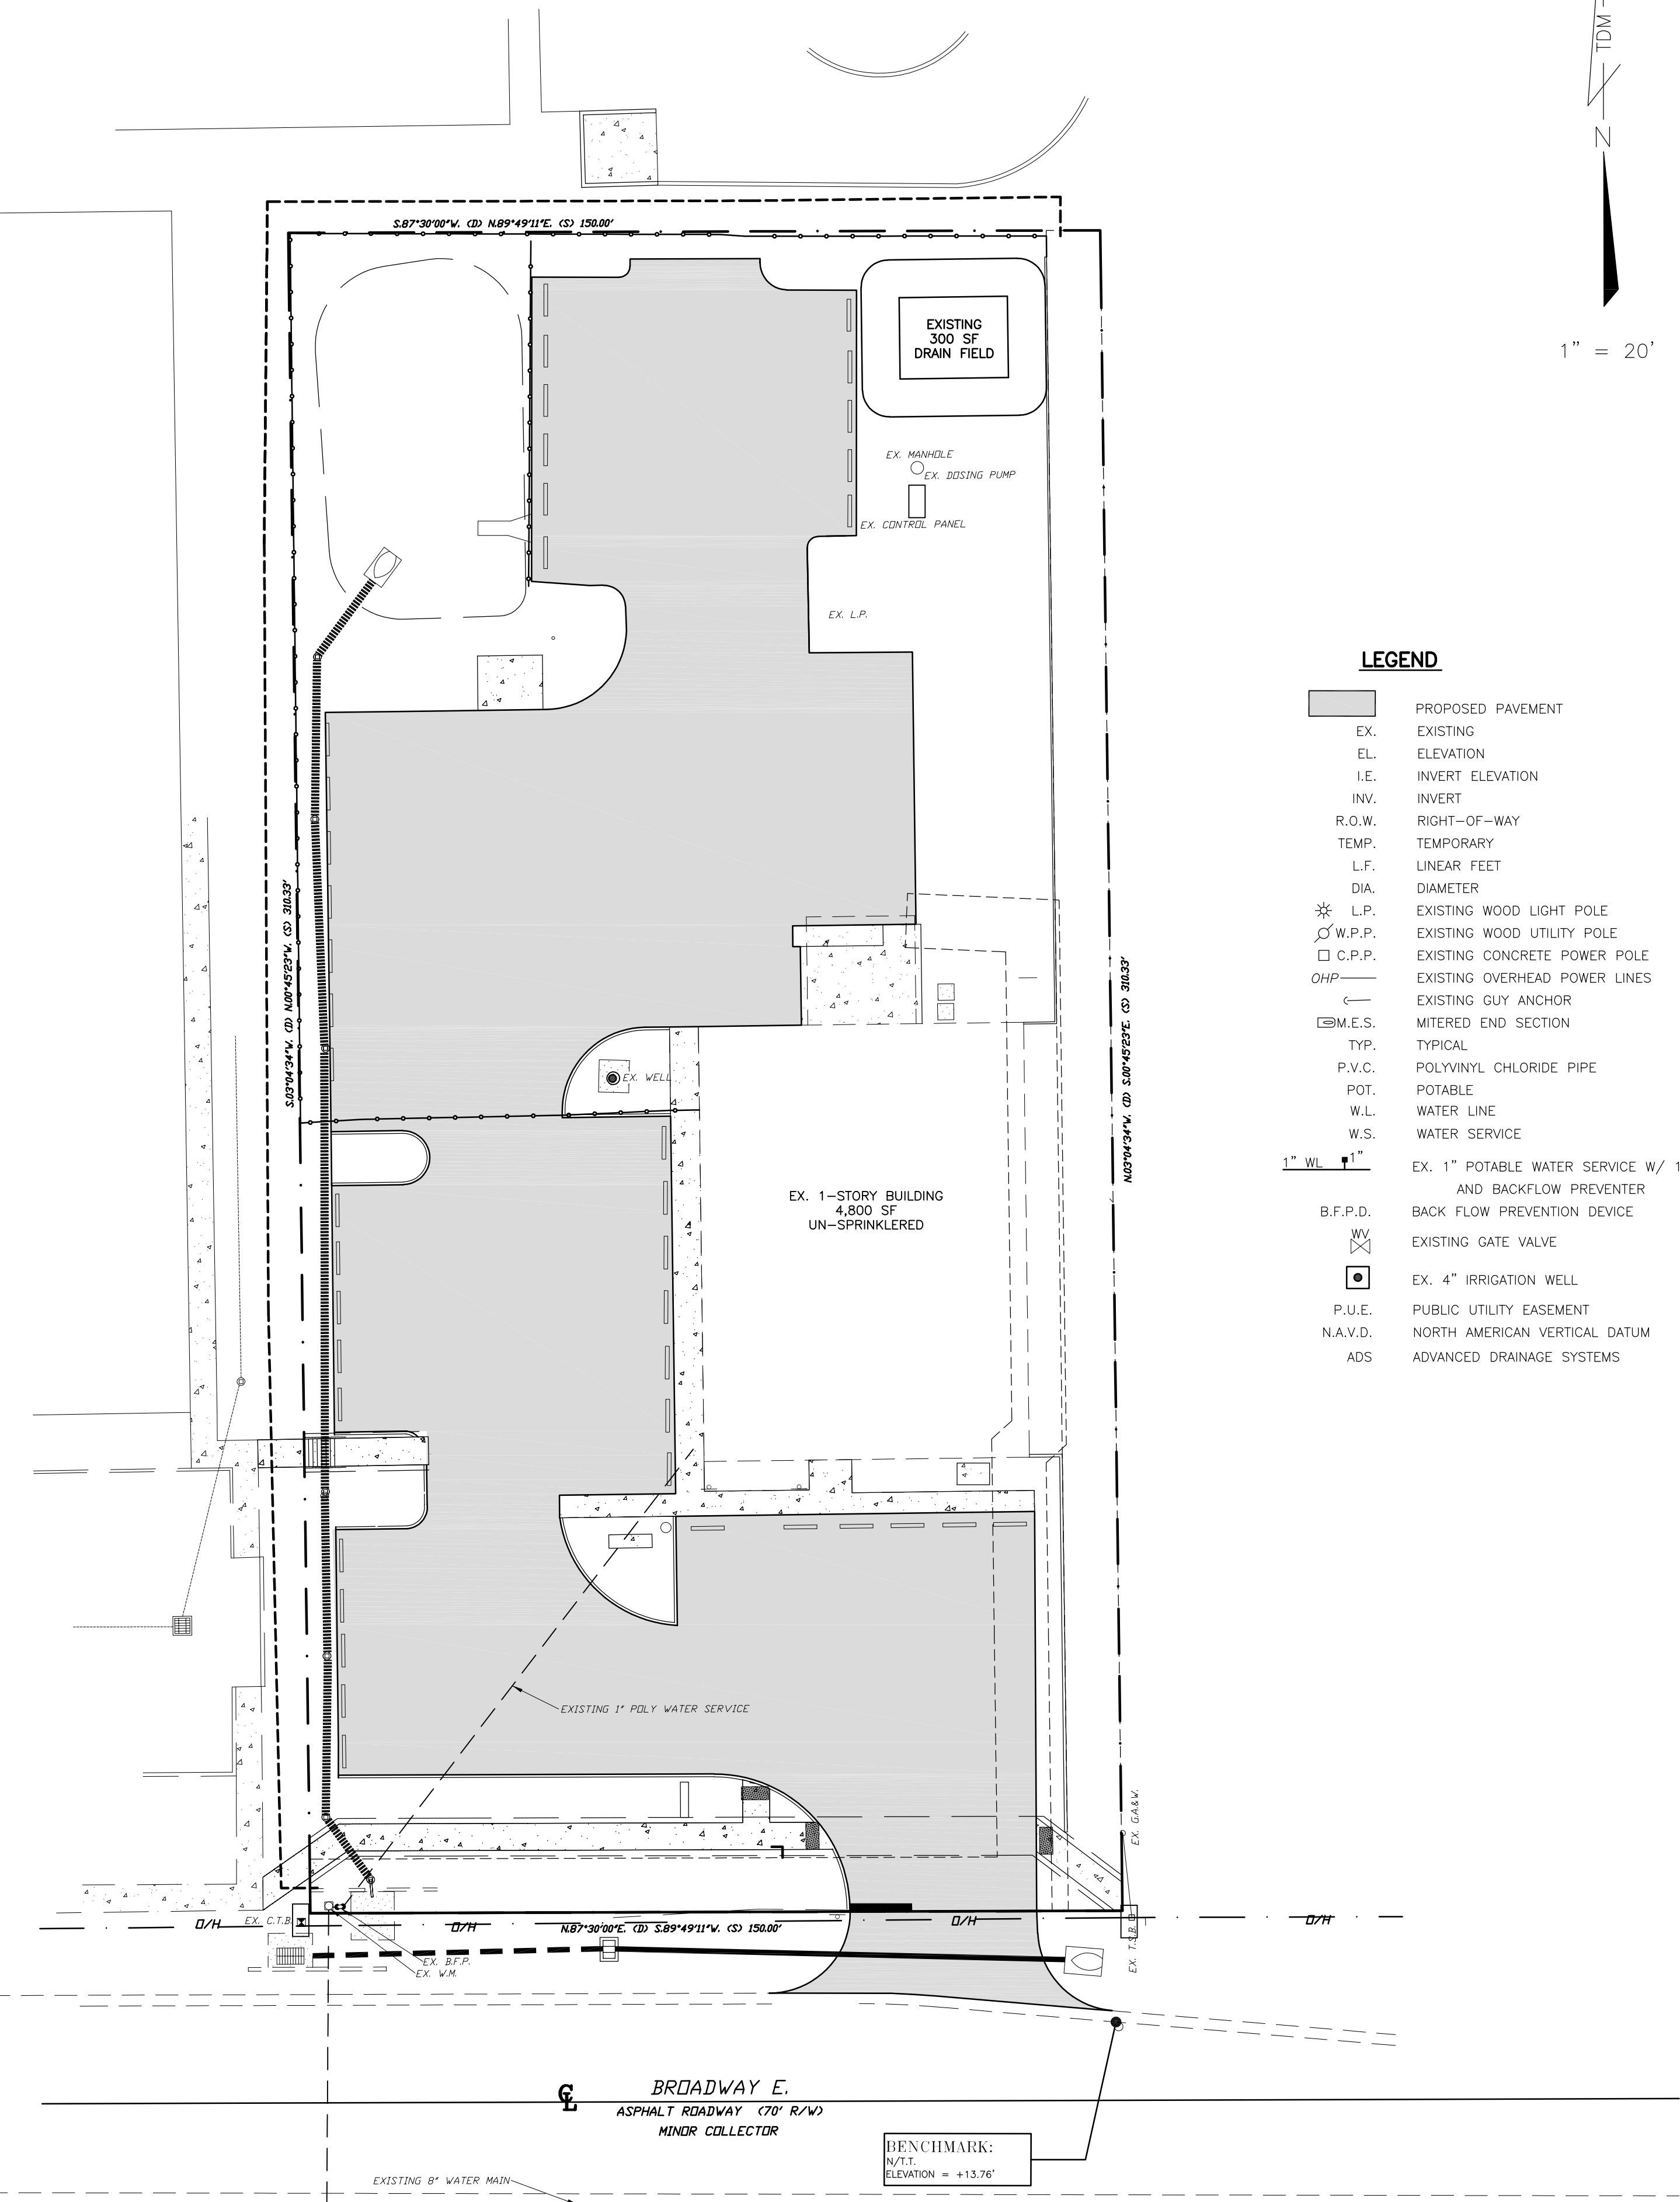 TDM
N
1" = 20'
S.87°30'00"W. (D) N.89°49'11"E. (S) 150.00'
EXISTING
300 SF
DRAIN FIELD
EX. MANHOLE
EX. DOSING PUMP
EX. CONTROL PANEL
EX. L.P.
S.03°04'34"W. (D) N.00°45'23"W. (S) 310.33'
N.03°04'34"W. (D) S.00°45'23"E. (S) 310.33'
EX. WELL
EX. 1-STORY BUILDING
4,800 SF
UN-SPRINKLERED
LEGEND
PROPOSED PAVEMENT
EX. EXISTING
EL. ELEVATION
I.E. INVERT ELEVATION
INV. INVERT
R.O.W. RIGHT-OF-WAY
TEMP. TEMPORARY
L.F. LINEAR FEET
DIA. DIAMETER
L.P. EXISTING WOOD LIGHT POLE
W.P.P. EXISTING WOOD UTILITY POLE
C.P.P. EXISTING CONCRETE POWER POLE
OHP EXISTING OVERHEAD POWER LINES
EXISTING GUY ANCHOR
M.E.S. MITERED END SECTION
TYP. TYPICAL
P.V.C. POLYVINYL CHLORIDE PIPE
POT. POTABLE
W.L. WATER LINE
W.S. WATER SERVICE
1" WL 1" EX. 1" POTABLE WATER SERVICE W/ 1
AND BACKFLOW PREVENTER
B.F.P.D. BACK FLOW PREVENTION DEVICE
WV EXISTING GATE VALVE
EX. 4" IRRIGATION WELL
P.U.E. PUBLIC UTILITY EASEMENT
N.A.V.D. NORTH AMERICAN VERTICAL DATUM
ADS ADVANCED DRAINAGE SYSTEMS
EXISTING 1" POLY WATER SERVICE
EX. G.A.&W.
EX. C.T.B.
O/H
O/H
O/H
O/H
N.87°30'00"E. (D) S.89°49'11"W. (S) 150.00'
EX. T.S.B.
EX. B.F.P.
EX. W.M.
CL
BROADWAY E.
ASPHALT ROADWAY (70' R/W)
MINOR COLLECTOR
BENCHMARK:
N/T.T.
ELEVATION = +13.76'
EXISTING 8" WATER MAIN